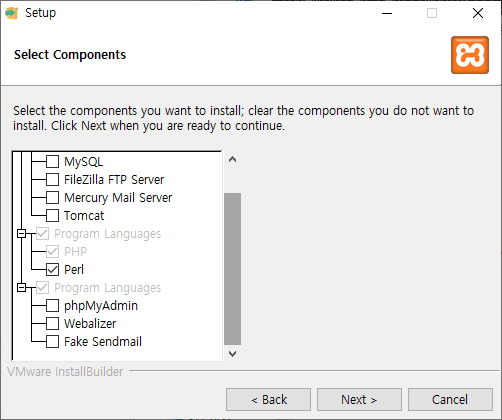 Setup
Select Components
Select the components you want to install; clear the components you do not want to
install. Click Next when you are ready to continue.
MySQL
FileZilla FTP Server
Mercury Mail Server
Tomcat
Program Languages
PHP
Perl
Program Languages
phpMyAdmin
Webalizer
Fake Sendmail
VMware InstallBuilder
< Back
Next >
Cancel